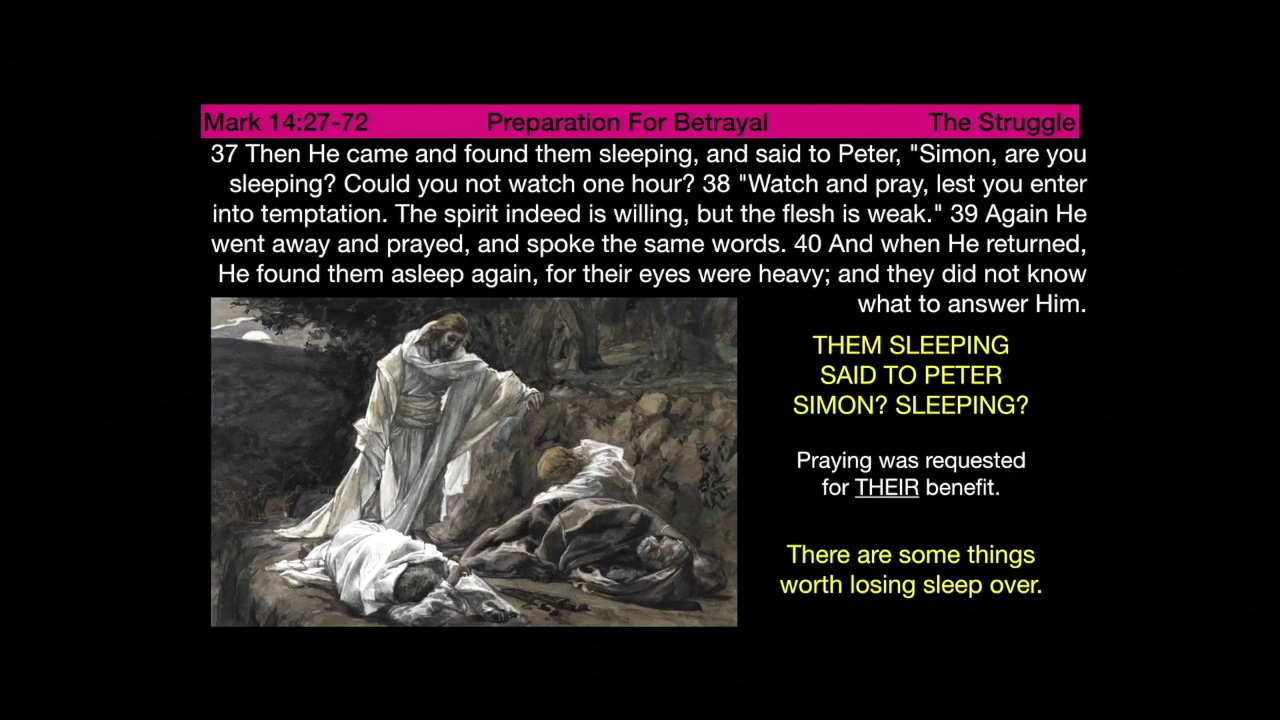 Mark 14:27-72 Preparation For Betrayal The Struggle
37 Then He came and found them sleeping, and said to Peter, "Simon, are you
sleeping? Could you not watch one hour? 38 "Watch and pray, lest you enter
into temptation. The spirit indeed is willing, but the flesh is weak." 39 Again He
went away and prayed, and spoke the same words. 40 And when He returned,
He found them asleep again, for their eyes were heavy; and they did not know
what to answer Him.
THEM SLEEPING
SAID TO PETER
SIMON? SLEEPING?
Praying was requested
for THEIR benefit.
There are some things
worth losing sleep over.